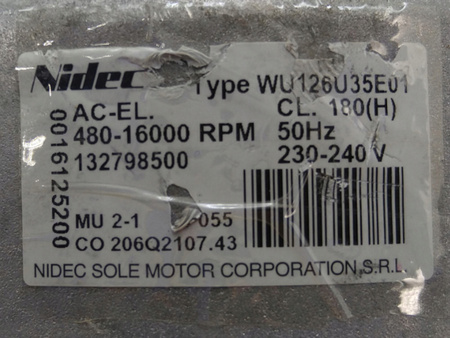 Nidec Type WU126U35E01
AC-EL. CL. 180(H)
480-16000 RPM 50Hz
132798500 230-240 V
0016125200
MU 2-1 055
CO 206Q2107.43
NIDEC SOLE MOTOR CORPORATION S.R.L.